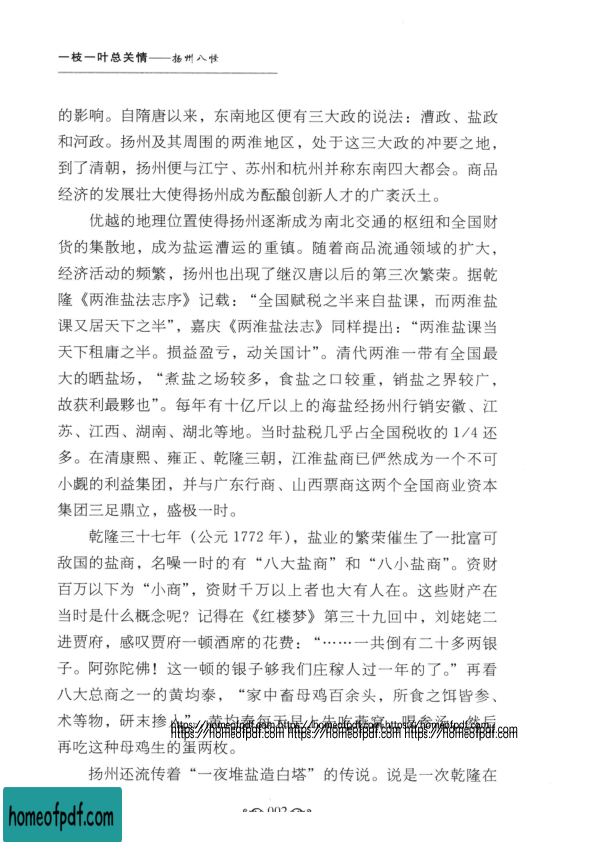 一枝一叶总关情——扬州八怪
的影响。自隋唐以来，东南地区便有三大政的说法：漕政、盐政
和河政。扬州及其周围的两淮地区，处于这三大政的冲要之地，
到了清朝，扬州便与江宁、苏州和杭州并称东南四大都会。商品
经济的发展壮大使得扬州成为酝酿创新人才的广袤沃土。
优越的地理位置使得扬州逐渐成为南北交通的枢纽和全国财
货的集散地，成为盐运漕运的重镇。随着商品流通领域的扩大，
经济活动的频繁，扬州也出现了继汉唐以后的第三次繁荣。据乾
隆《两淮盐法志序》记载：“全国赋税之半来自盐课，而两淮盐
课又居天下之半”，嘉庆《两淮盐法志》同样提出：“两淮盐课当
天下租庸之半。损益盈亏，动关国计”。清代两淮一带有全国最
大的晒盐场，“煮盐之场较多，食盐之口较重，销盐之界较广，
故获利最夥也”。每年有十亿斤以上的海盐经扬州行销安徽、江
苏、江西、湖南、湖北等地。当时盐税几乎占全国税收的 1/4 还
多。在清康熙、雍正、乾隆三朝，江淮盐商已俨然成为一个不可
小觑的利益集团，并与广东行商、山西票商这两个全国商业资本
集团三足鼎立，盛极一时。
乾隆三十七年（公元 1772 年），盐业的繁荣催生了一批富可
敌国的盐商，名噪一时的有“八大盐商”和“八小盐商”。资财
百万以下为“小商”，资财千万以上者也大有人在。这些财产在
当时是什么概念呢？记得在《红楼梦》第三十九回中，刘姥姥二
进贾府，感叹贾府一顿酒席的花费：“……一共倒有二十多两银
子。阿弥陀佛！这一顿的银子够我们庄稼人过一年的了。”再看
八大总商之一的黄均泰，“家中畜母鸡百余头，所食之饵皆参、
术等物，研末掺入”，黄均泰每天早上先吃燕窝、喝参汤，然后
https://homeofpdf.com https://homeofpdf.com https://homeofpdf.com
https://homeofpdf.com https://homeofpdf.com https://homeofpdf.com
再吃这种母鸡生的蛋两枚。
扬州还流传着“一夜堆盐造白塔”的传说。说是一次乾隆在
002
homeofpdf.com